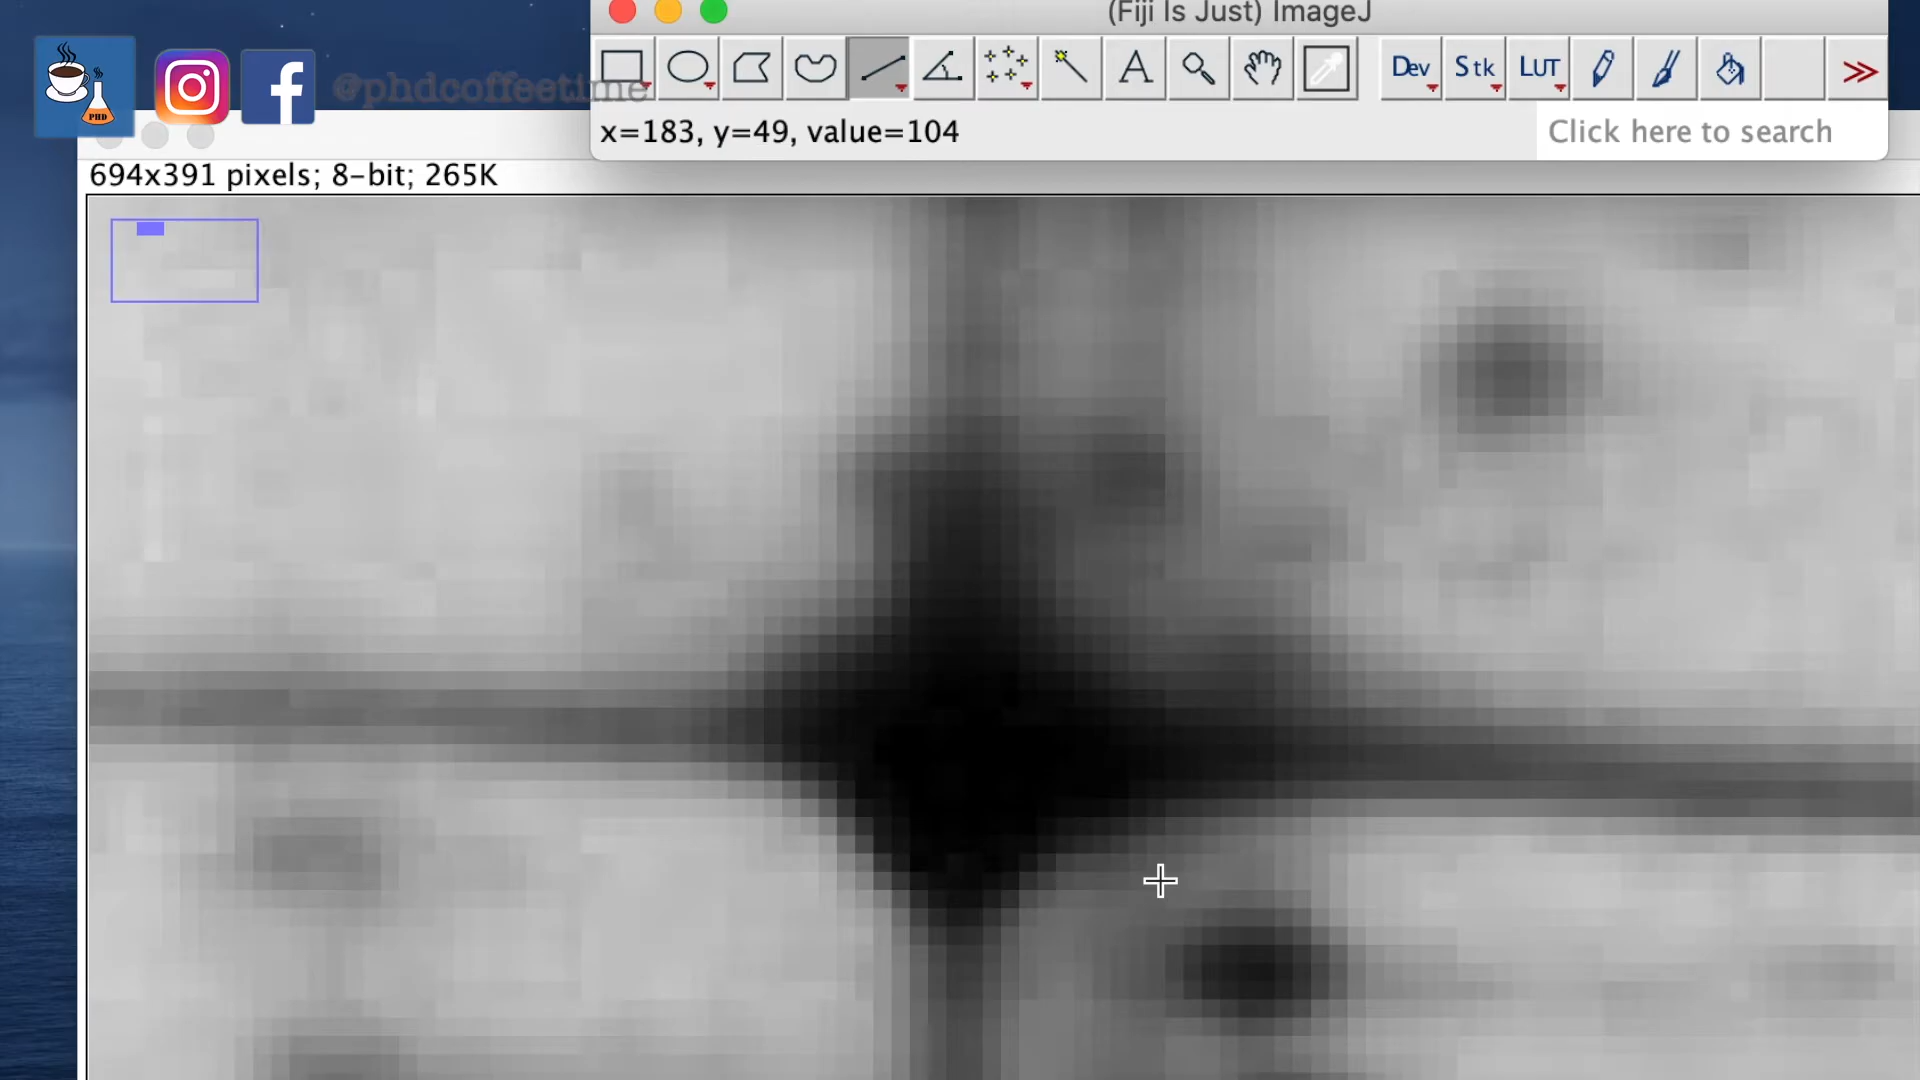 (Fiji Is Just) ImageJ
PHD
@phdcoffeetime
A
Dev
Stk
LUT
>>
x=183, y=49, value=104
Click here to search
694x391 pixels; 8-bit; 265K